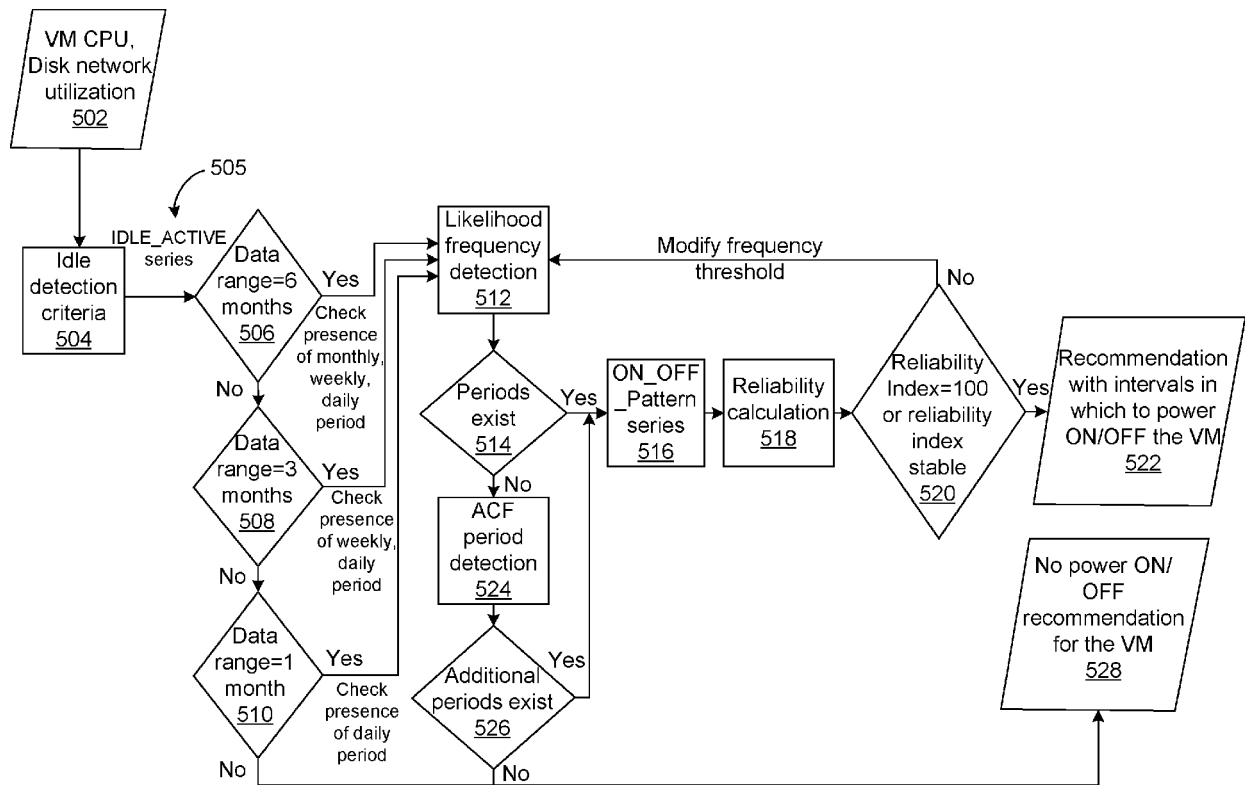 VM CPU,
Disk network
utilization
502
505
IDLE_ACTIVE
series
Idle
detection
criteria
504
Data
range=6
months
506
Yes
Check
presence
of monthly,
weekly,
daily
period
No
Data
range=3
months
508
Yes
Check
presence
of weekly,
daily
period
No
Data
range=1
month
510
Yes
Check
presence
of daily
period
No
Likelihood
frequency
detection
512
Modify frequency
threshold
Periods
exist
514
Yes
No
ACF
period
detection
524
Additional
periods exist
526
Yes
No
ON_OFF
_Pattern
series
516
Reliability
calculation
518
No
Reliability
Index=100
or reliability
index
stable
520
Yes
Recommendation
with intervals in
which to power
ON/OFF the VM
522
No power ON/
OFF
recommendation
for the VM
528